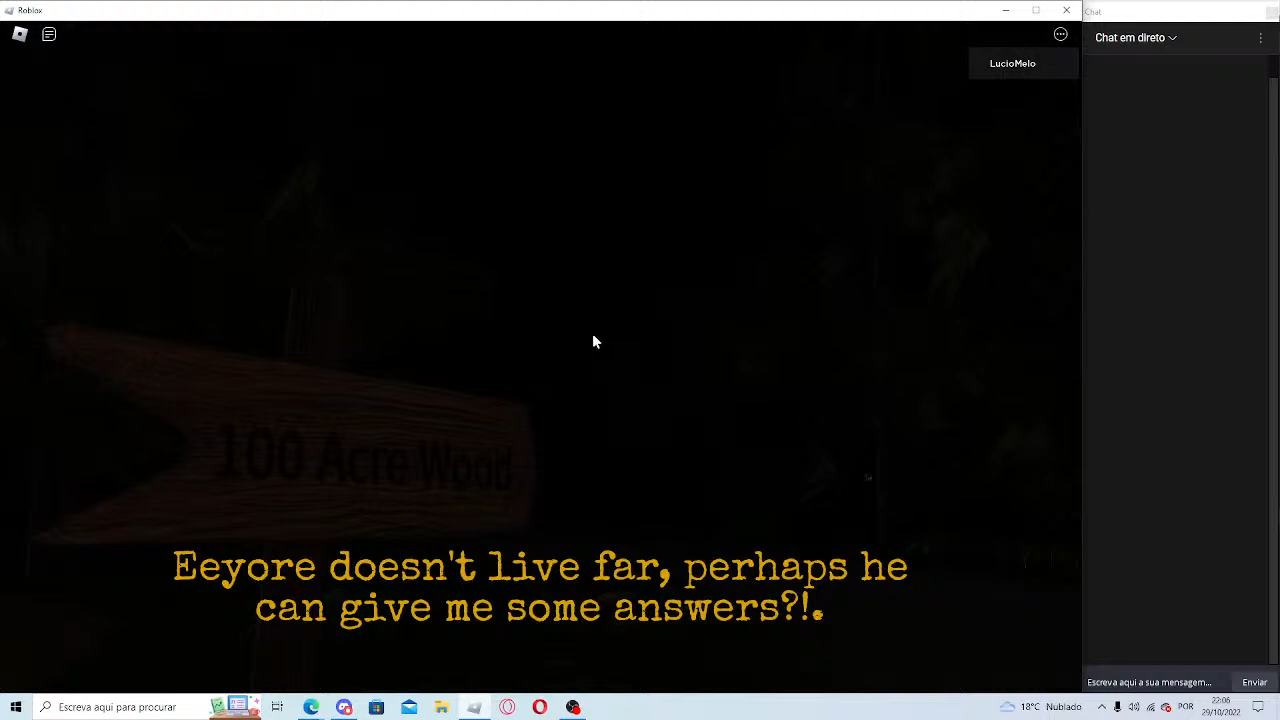 Roblox
Chat
Chat em direto
LucioMelo
100 Acre Wood
Eeyore doesn't live far, perhaps he
can give me some answers?!.
Escreva aqui a sua mensagem...
Enviar
Escreva aqui para procurar
18°C
POR
22:06
29/10/2022